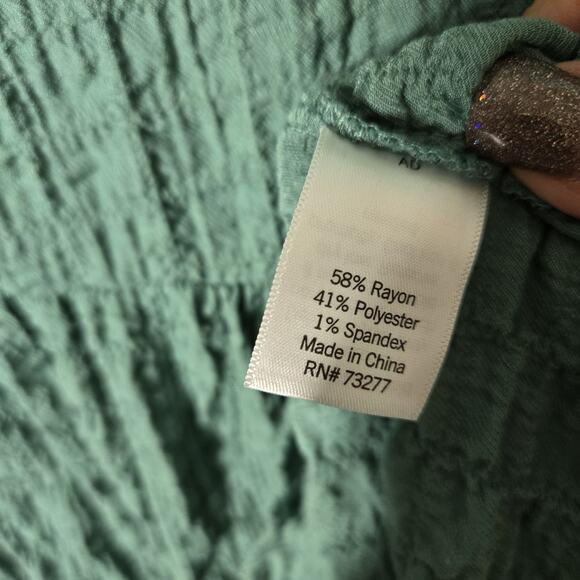 58% Rayon
41% Polyester
1% Spandex
Made in China
RN# 73277